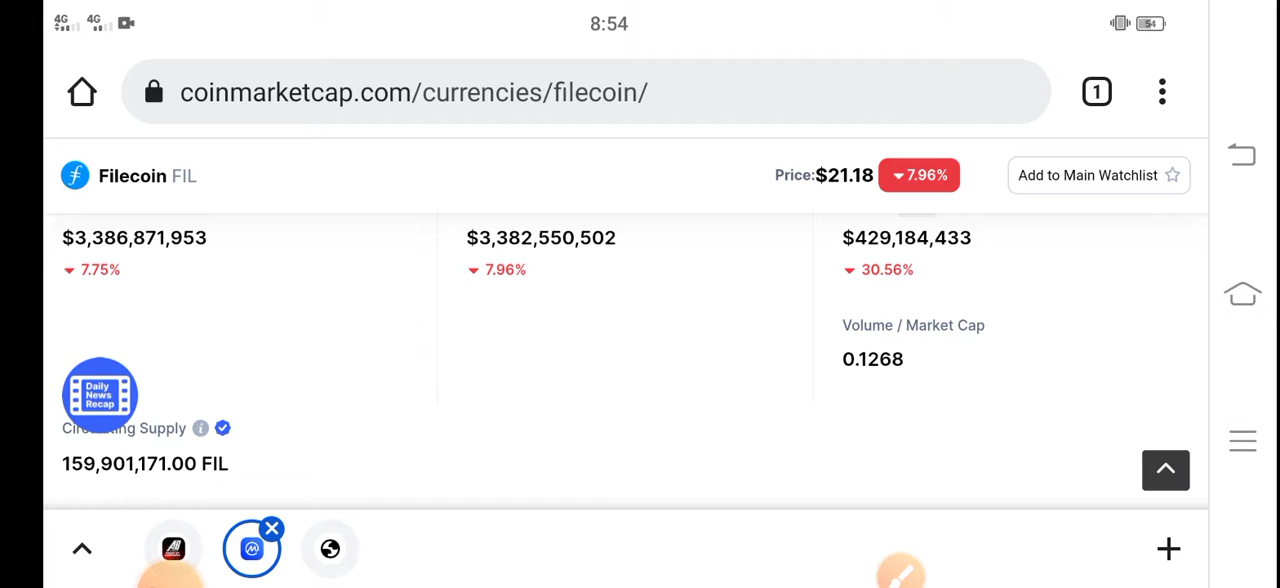 4G 4G 8:54 54
coinmarketcap.com/currencies/filecoin/ 1
Filecoin FIL Price:$21.18 7.96% Add to Main Watchlist
$3,386,871,953 $3,382,550,502 $429,184,433
7.75% 7.96% 30.56%
Volume / Market Cap
0.1268
Daily
News
Recap
Supply
159,901,171.00 FIL